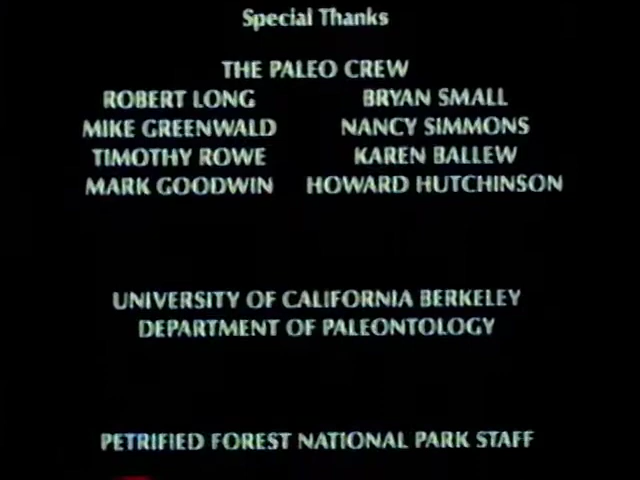 Special Thanks
THE PALEO CREW
ROBERT LONG BRYAN SMALL
MIKE GREENWALD NANCY SIMMONS
TIMOTHY ROWE KAREN BALLEW
MARK GOODWIN HOWARD HUTCHINSON
UNIVERSITY OF CALIFORNIA BERKELEY
DEPARTMENT OF PALEONTOLOGY
PETRIFIED FOREST NATIONAL PARK STAFF